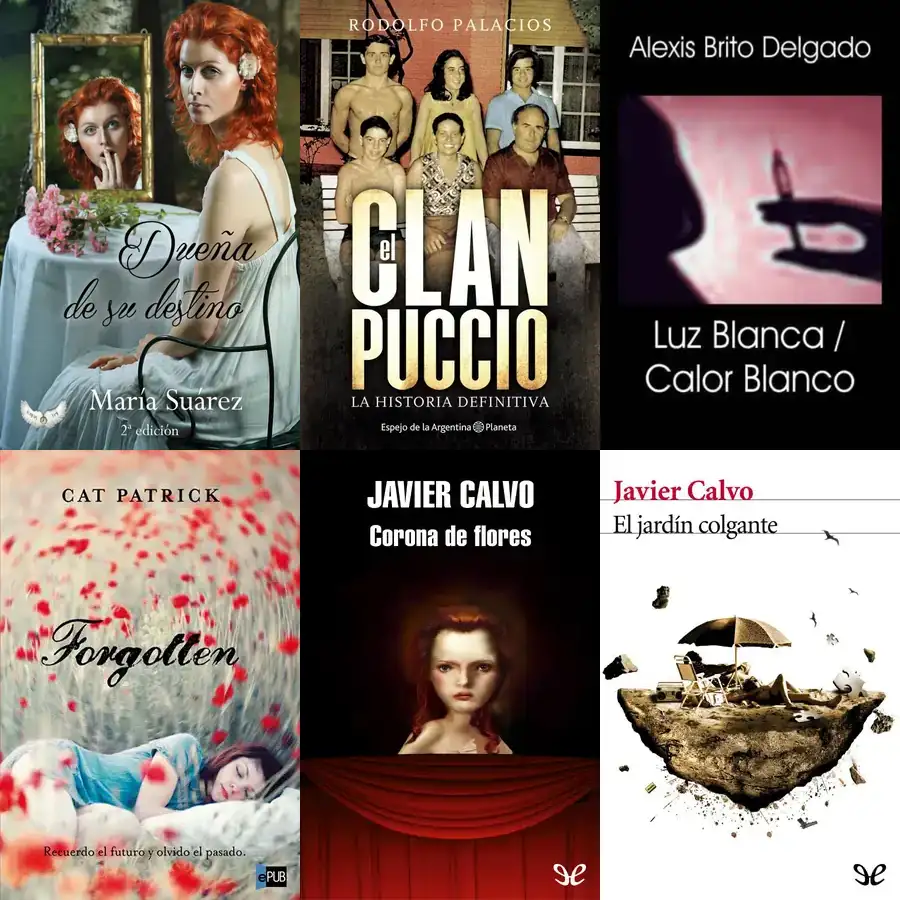 Dueña
de su destino
María Suárez
2ª edición
RODOLFO PALACIOS
el
CLAN
PUCCIO
LA HISTORIA DEFINITIVA
Espejo de la Argentina Planeta
Alexis Brito Delgado
Luz Blanca /
Calor Blanco
CAT PATRICK
Forgotten
Recuerdo el futuro y olvido el pasado.
ePUB
JAVIER CALVO
Corona de flores
Javier Calvo
El jardín colgante